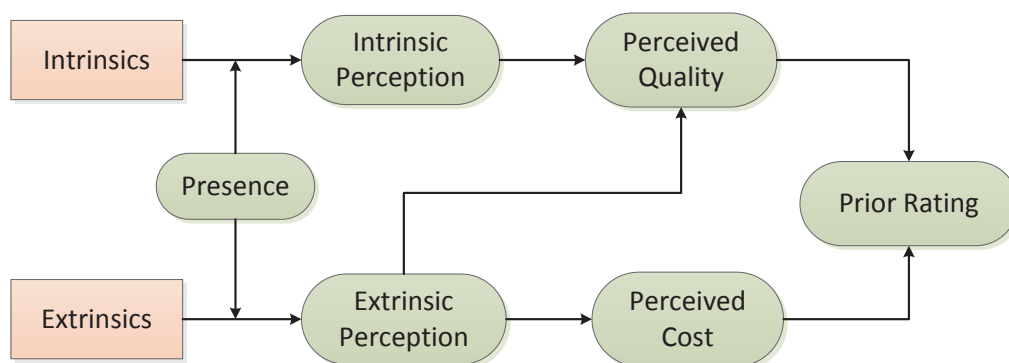 Intrinsics
Intrinsic
Perception
Perceived
Quality
Presence
Prior Rating
Extrinsics
Extrinsic
Perception
Perceived
Cost